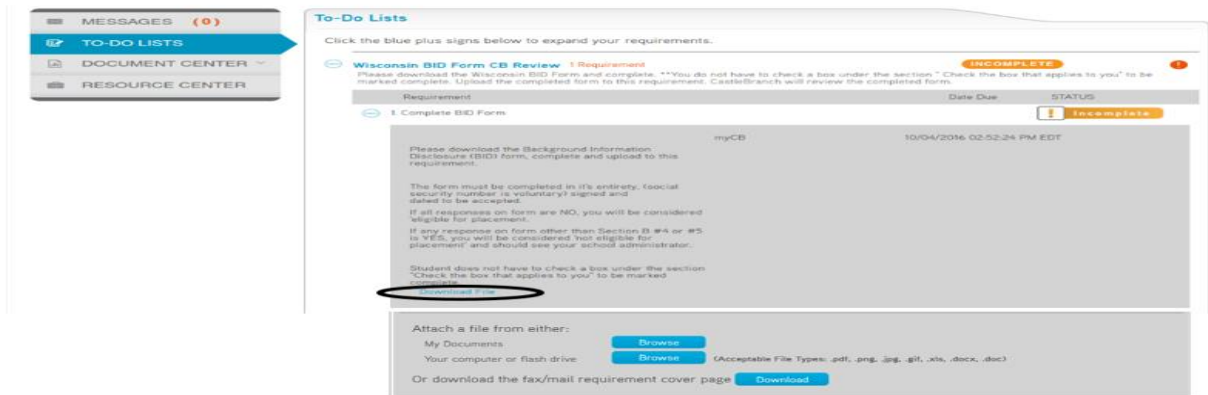 MESSAGES (0)
TO-DO LISTS
DOCUMENT CENTER
RESOURCE CENTER
To-Do Lists
Click the blue plus signs below to expand your requirements.
Wisconsin BID Form CB Review 1 Requirement INCOMPLETE
Please download the Wisconsin BID Form and complete. **You do not have to check a box under the section " Check the box that applies to you" to be
marked complete. Upload the completed form to this requirement. CastleBranch will review the completed form.
Requirement Date Due STATUS
1. Complete BID Form ! Incomplete
myCB 10/04/2016 02:52:24 PM EDT
Please download the Background Information
Disclosure (BID) form, complete and upload to this
requirement.
The form must be completed in it's entirety, (social
security number is voluntary) signed and
dated to be accepted.
If all responses on form are NO, you will be considered
'eligible for placement.
If any response on form other than Section B #4 or #5
is YES, you will be considered 'not eligible for
placement' and should see your school administrator.
Student does not have to check a box under the section
"Check the box that applies to you" to be marked
complete.
Download File
Attach a file from either:
My Documents Browse
Your computer or flash drive Browse (Acceptable File Types: .pdf, .png, .jpg, .gif, .xls, .docx, .doc)
Or download the fax/mail requirement cover page Download